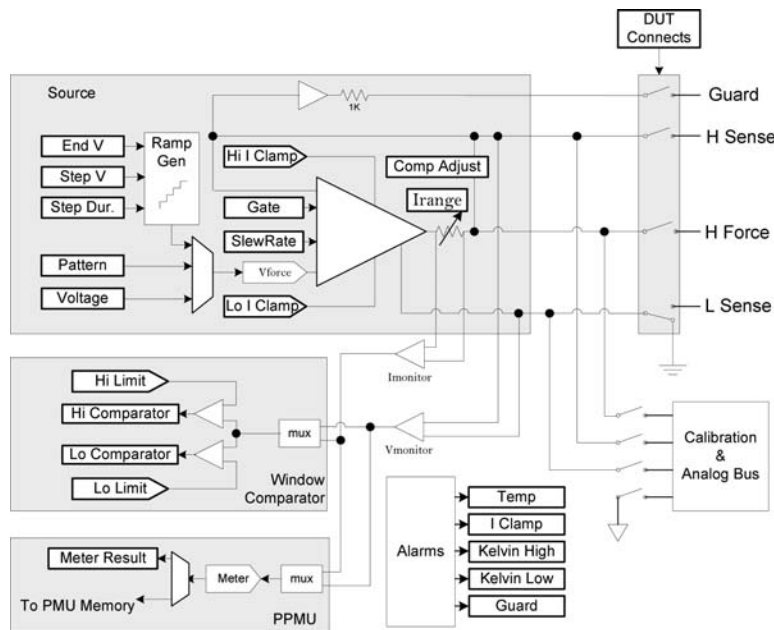 DUT
Connects
Source
Guard
1K
H Sense
End V
Ramp
Gen
Hi I Clamp
Comp Adjust
Step V
Irange
Step Dur.
Gate
H Force
SlewRate
Pattern
Vforce
Voltage
Lo I Clamp
L Sense
Imonitor
Hi Limit
Hi Comparator
mux
Lo Comparator
Vmonitor
Lo Limit
Window
Comparator
Calibration
&
Analog Bus
Alarms
Temp
I Clamp
Kelvin High
Kelvin Low
Guard
Meter Result
Meter
mux
To PMU Memory
PPMU